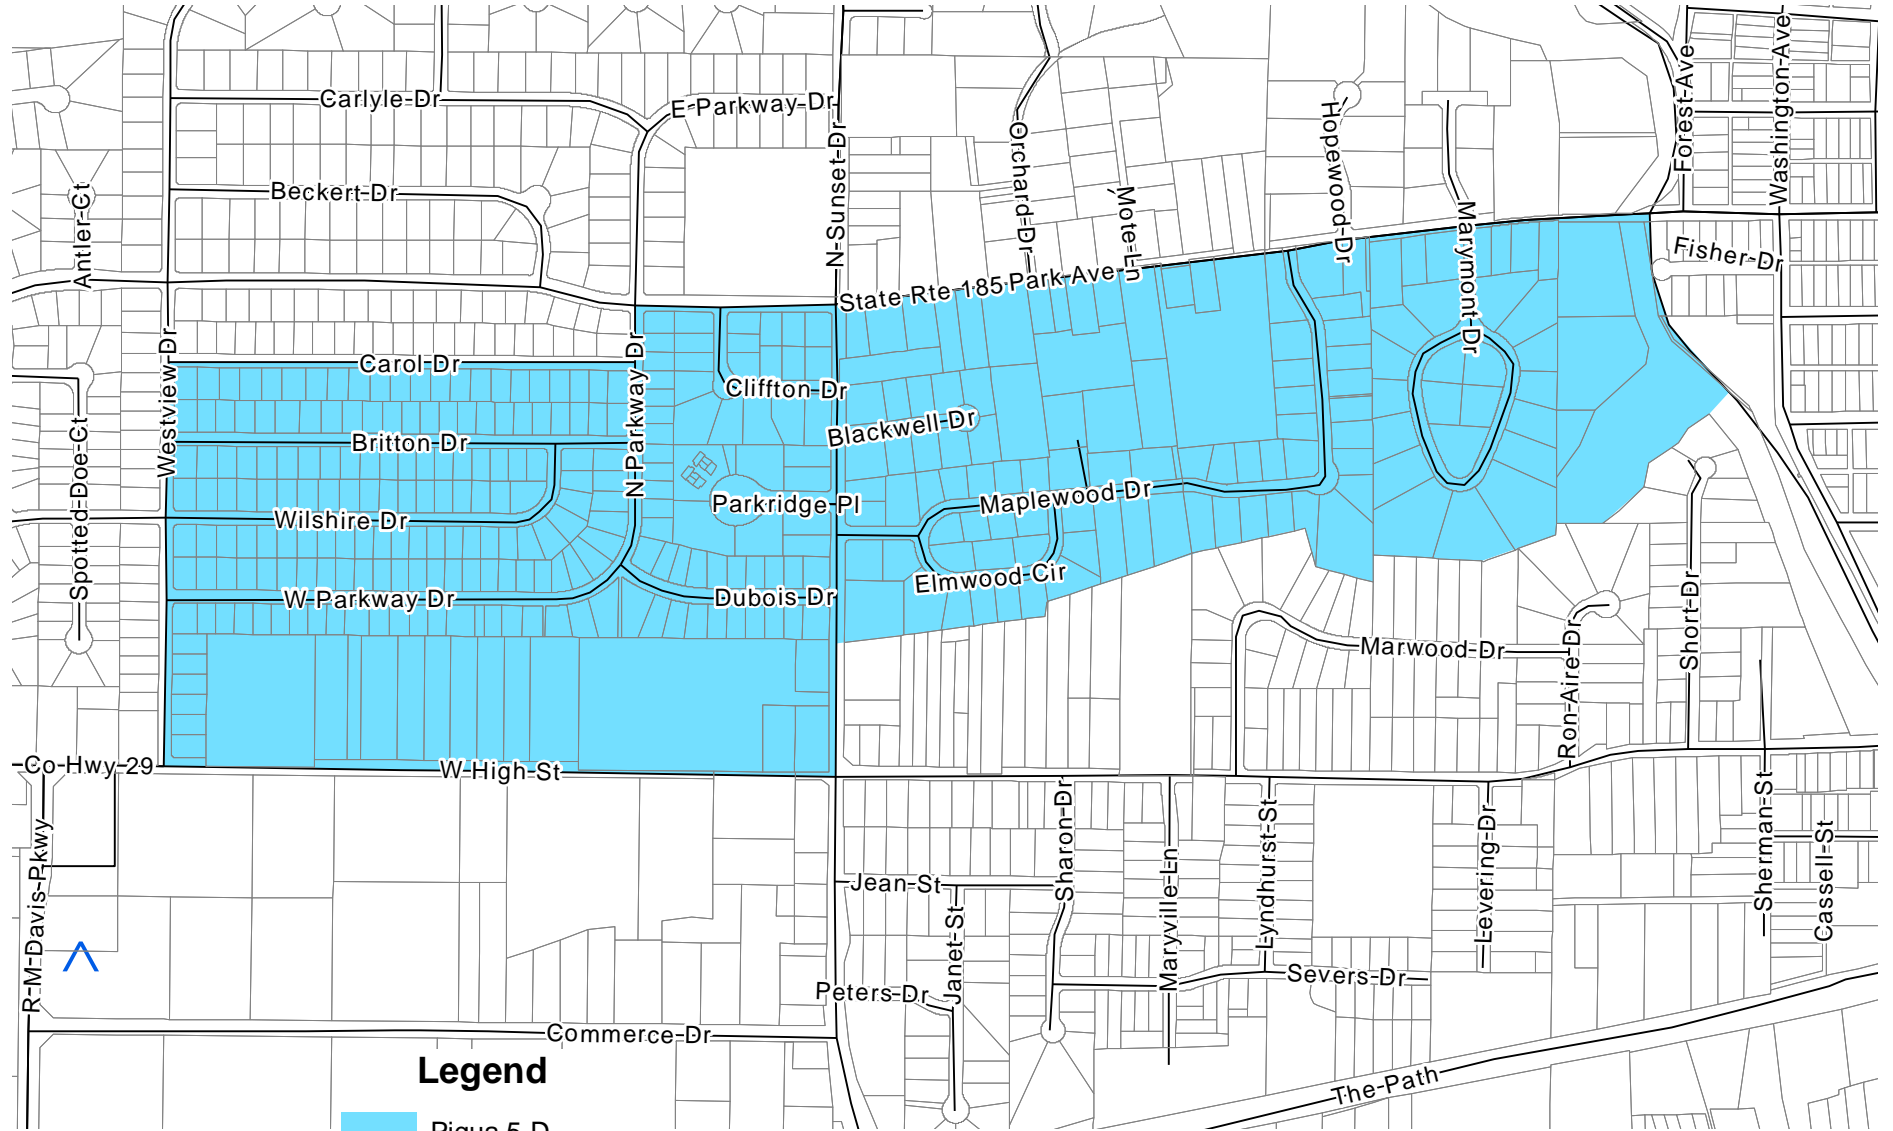 Carlyle Dr
E Parkway Dr
Forest Ave
Washington Ave
Beckert Dr
N Sunset Dr
Orchard Dr
Mote Ln
Hopewood Dr
Marymont Dr
Fisher Dr
Antler Ct
State Rte 185 Park Ave
Westview Dr
Carol Dr
N Parkway Dr
Cliffton Dr
Blackwell Dr
Britton Dr
Spotted Doe Ct
Wilshire Dr
Parkridge Pl
Maplewood Dr
Elmwood Cir
W Parkway Dr
Dubois Dr
Marwood Dr
Ron Aire Dr
Short Dr
Co Hwy 29
W High St
R M Davis Pkwy
Jean St
Janet St
Sharon Dr
Maryville Ln
Lyndhurst St
Levering Dr
Sherman St
Cassell St
Peters Dr
Severs Dr
Commerce Dr
The Path
Legend
Piqua 5-D